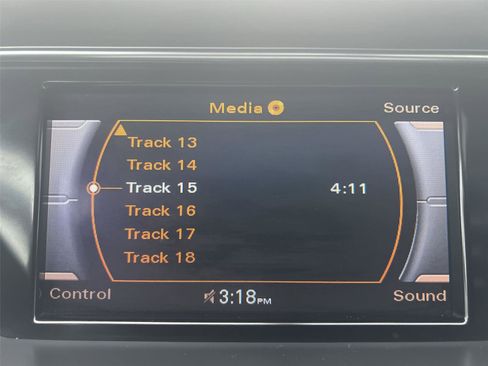 Media Source
Track 13
Track 14
Track 15 4:11
Track 16
Track 17
Track 18
Control 3:18PM Sound